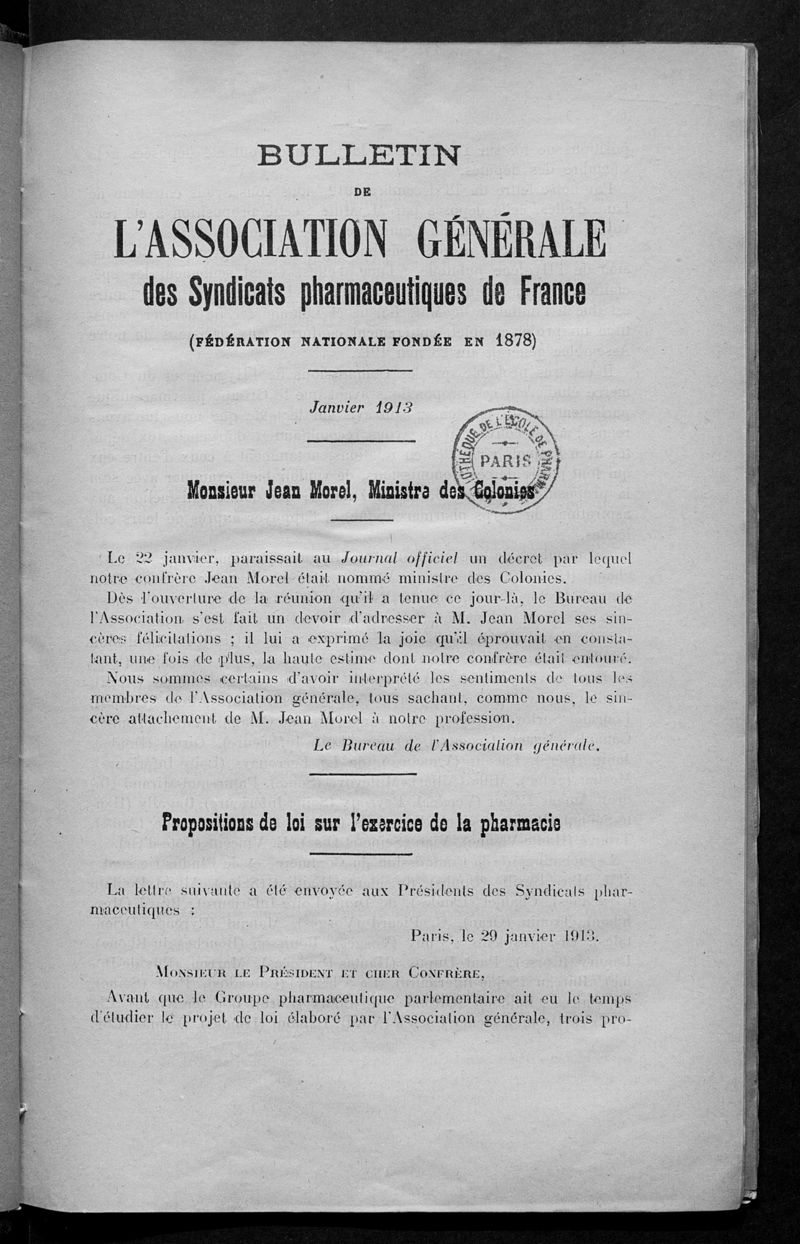 BULLETIN
DE
L'ASSOCIATION GÉNÉRALE
des Syndicats pharmaceutiques de France
(FÉDÉRATION NATIONALE FONDÉE EN 1878)
Janvier 1913
PARIS
Monsieur Jean Morel, Ministre des Colonies
Le 22 janvier, paraissait au Journal officiel un décret par lequel
notre confrère Jean Morel était nommé ministre des Colonies.
Dès l'ouverture de la réunion qu'il a tenue ce jour-là, le Bureau de
l'Association s'est fait un devoir d'adresser à M. Jean Morel ses sin-
cères félicitations ; il lui a exprimé la joie qu'il éprouvait en consta-
tant, une fois de plus, la haute estime dont notre confrère était entouré.
Nous sommes certains d'avoir interprété les sentiments de tous les
membres de l'Association générale, tous sachant, comme nous, le sin-
cère attachement de M. Jean Morel à notre profession.
Le Bureau de l'Association générale.
Propositions de loi sur l'exercice de la pharmacie
La lettre suivante a été envoyée aux Présidents des Syndicats phar-
maceutiques :
Paris, le 29 janvier 1913.
MONSIEUR LE PRÉSIDENT ET CHER CONFRÈRE,
Avant que le Groupe pharmaceutique parlementaire ait eu le temps
d'étudier le projet de loi élaboré par l'Association générale, trois pro-